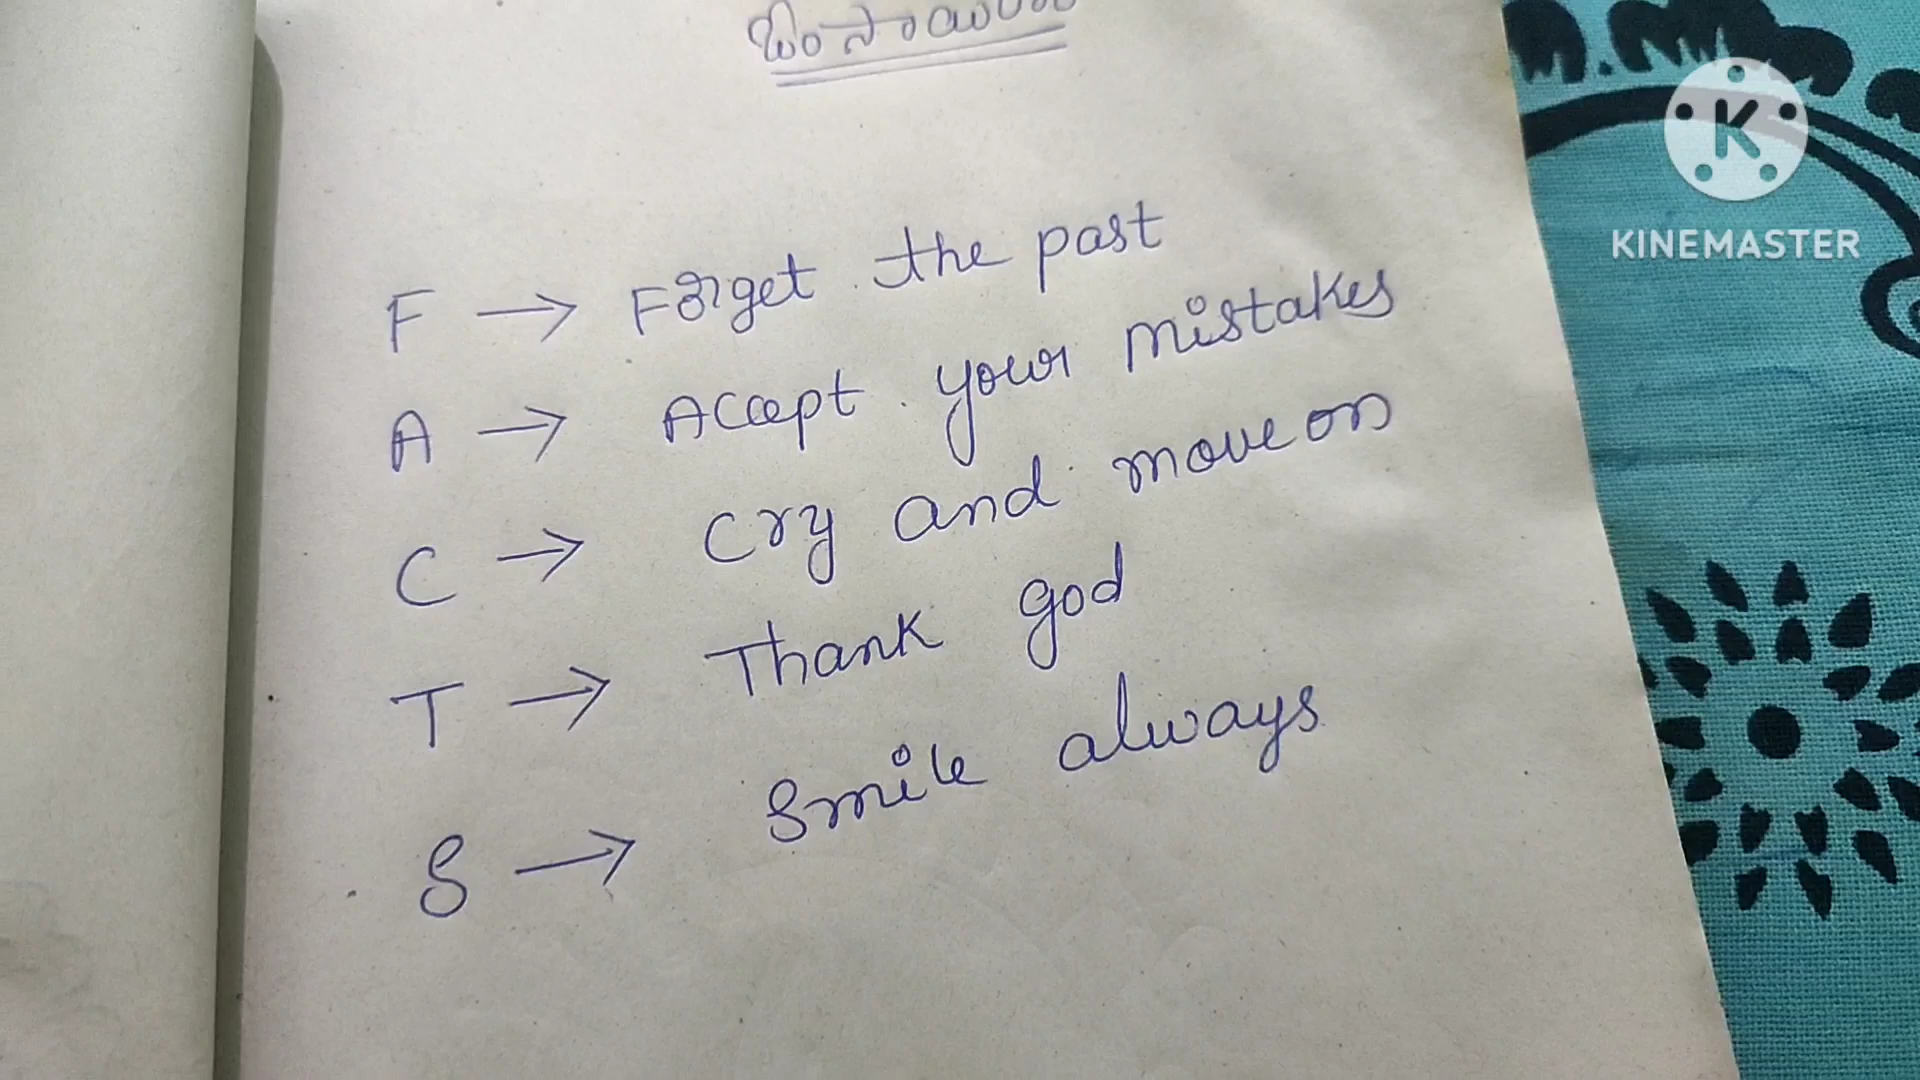 KINEMASTER
F → Forget the past
A → Accept your mistakes
C → Cry and move on
T → Thank god
S → Smile always